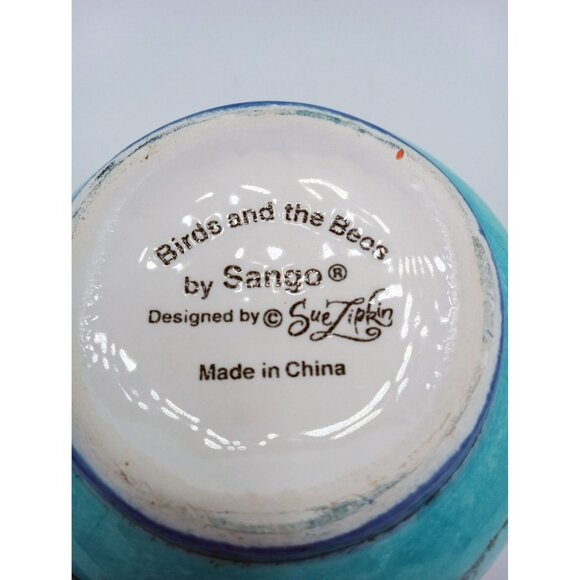 Birds and the Bees
by Sango®
Designed by © Sue Zipkin
Made in China